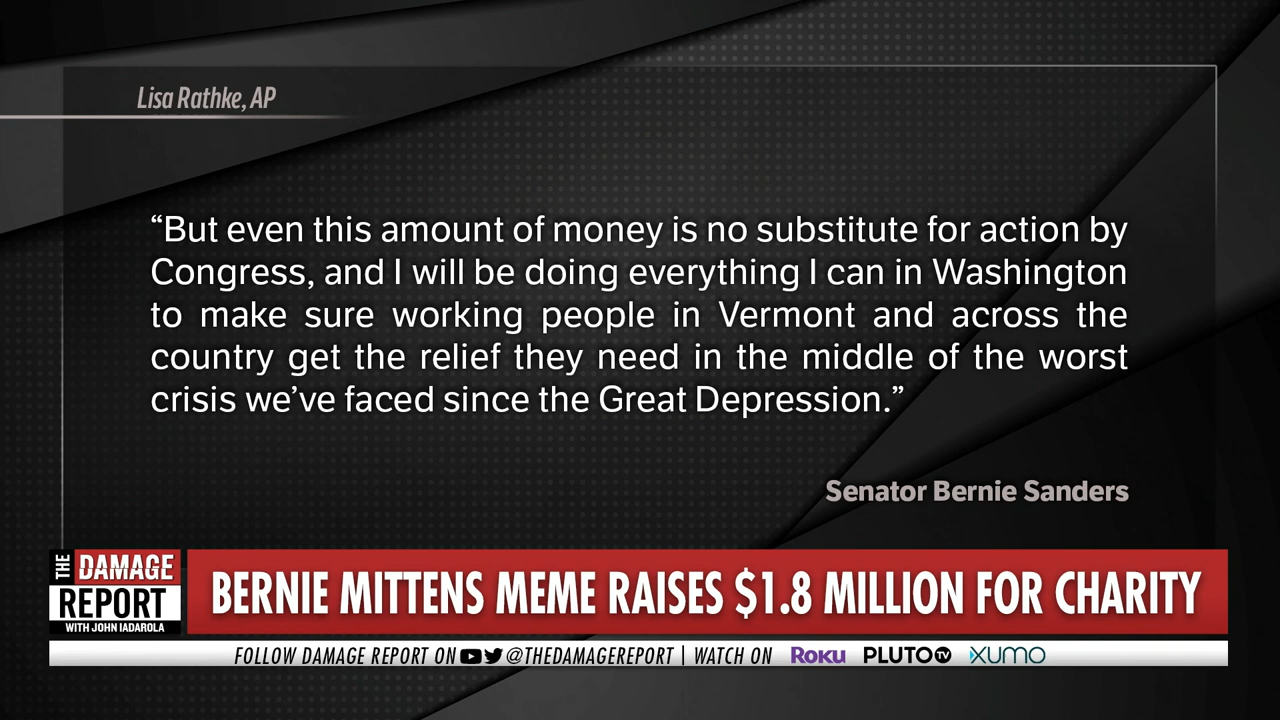 Lisa Rathke, AP
“But even this amount of money is no substitute for action by
Congress, and I will be doing everything I can in Washington
to make sure working people in Vermont and across the
country get the relief they need in the middle of the worst
crisis we’ve faced since the Great Depression.”
Senator Bernie Sanders
THE DAMAGE
REPORT
WITH JOHN IADAROLA
BERNIE MITTENS MEME RAISES $1.8 MILLION FOR CHARITY
FOLLOW DAMAGE REPORT ON @THEDAMAGEREPORT | WATCH ON ROKU PLUTO TV XUMO